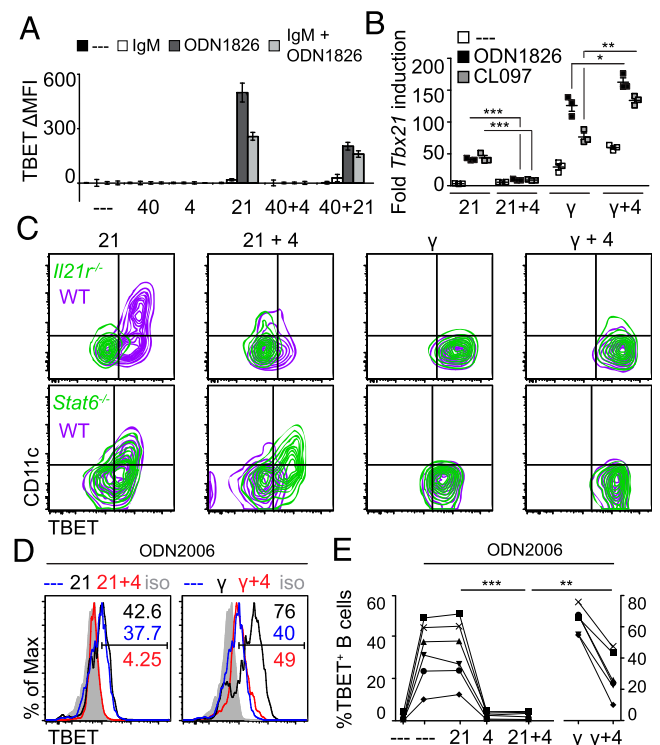 A
■ --- □ IgM ■ ODN1826 ■ IgM + ODN1826
TBET ΔMFI
600
300
0
--- 40 4 21 40+4 40+21
B
---
ODN1826
CL097
Fold Tbx21 induction
200
150
100
50
0
*** *** * **
21 21+4 γ γ+4
C
21 21 + 4 γ γ + 4
Il21r-/-
WT
Stat6-/-
WT
CD11c
TBET
D
ODN2006
--- 21 21+4 iso
--- γ γ+4 iso
42.6
37.7
4.25
76
40
49
% of Max
TBET
E
ODN2006
*** **
%TBET+ B cells
60
40
20
0
80
60
40
20
0
--- --- 21 4 21+4 γ γ+4